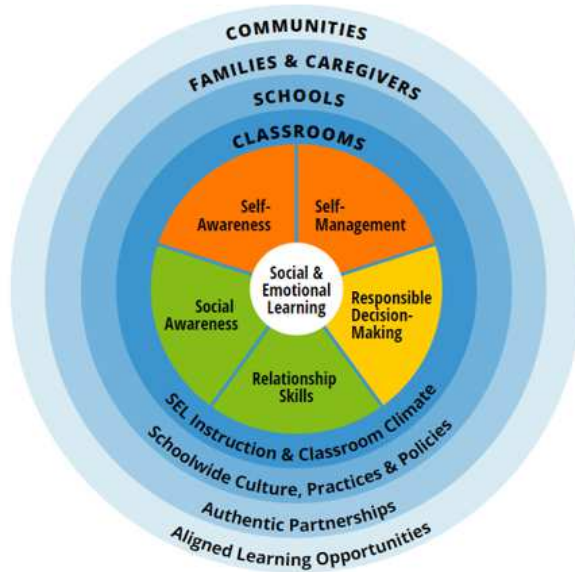 COMMUNITIES
FAMILIES & CAREGIVERS
SCHOOLS
CLASSROOMS
Self-
Awareness
Self-
Management
Social &
Emotional
Learning
Social
Awareness
Responsible
Decision-
Making
Relationship
Skills
SEL Instruction & Classroom Climate
Schoolwide Culture, Practices & Policies
Authentic Partnerships
Aligned Learning Opportunities